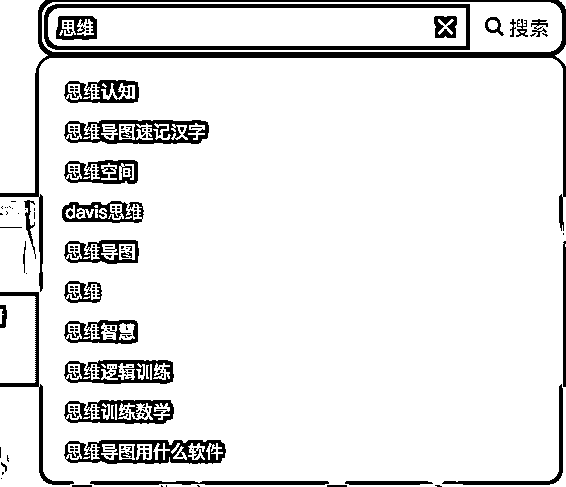 思维 搜索
思维认知
思维导图速记汉字
思维空间
davis思维
思维导图
思维
思维智慧
思维逻辑训练
思维训练数学
思维导图用什么软件